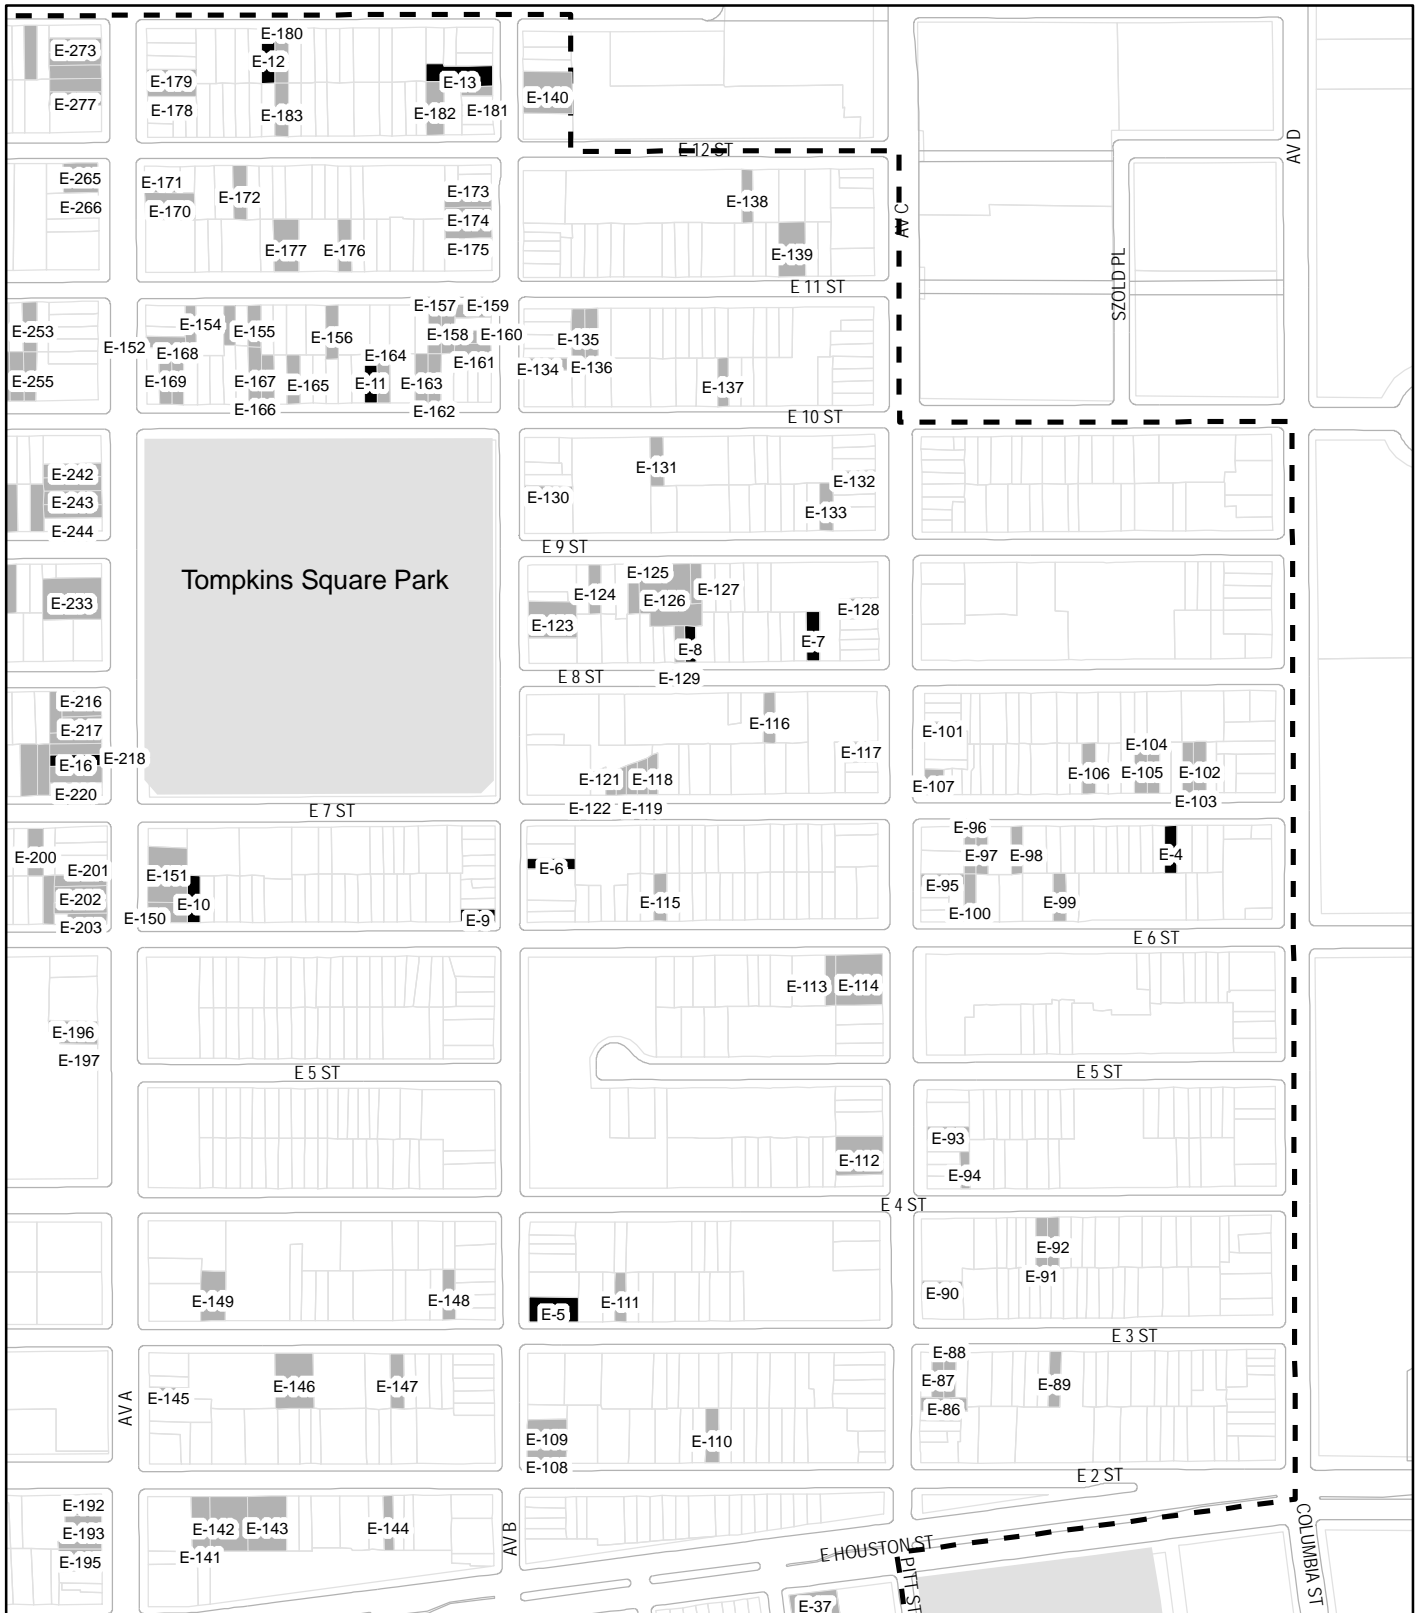 E-180
E-273
E-12
E-179
E-13
E-140
E-277
E-178
E-183
E-182
E-181
E 12 ST
AV D
E-265
E-171
E-172
E-173
E-266
E-170
E-174
E-138
AV C
E-177
E-176
E-175
E-139
SZOLD PL
E 11 ST
E-157
E-159
E-253
E-154
E-155
E-156
E-158
E-160
E-135
E-152
E-168
E-164
E-161
E-134
E-136
E-255
E-169
E-167
E-165
E-11
E-163
E-137
E-166
E-162
E 10 ST
E-242
E-131
E-132
E-243
E-130
E-133
E-244
E 9 ST
Tompkins Square Park
E-125
E-124
E-127
E-233
E-126
E-128
E-123
E-7
E-8
E 8 ST
E-129
E-216
E-217
E-116
E-101
E-218
E-16
E-117
E-104
E-121
E-118
E-106
E-105
E-102
E-220
E-107
E-122
E-119
E-103
E 7 ST
E-96
E-200
E-97
E-98
E-4
E-201
E-151
E-6
E-95
E-202
E-10
E-115
E-100
E-99
E-203
E-150
E-9
E 6 ST
E-113
E-114
E-196
E-197
E 5 ST
E 5 ST
E-93
E-112
E-94
E 4 ST
E-92
E-91
E-149
E-148
E-5
E-111
E-90
E 3 ST
E-88
E-145
E-146
E-147
E-87
E-89
AV A
E-86
E-109
E-110
E-108
E 2 ST
E-192
E-193
E-142
E-143
E-144
AV B
E-195
E-141
E HOUSTON ST
PITT ST
COLUMBIA ST
E-37